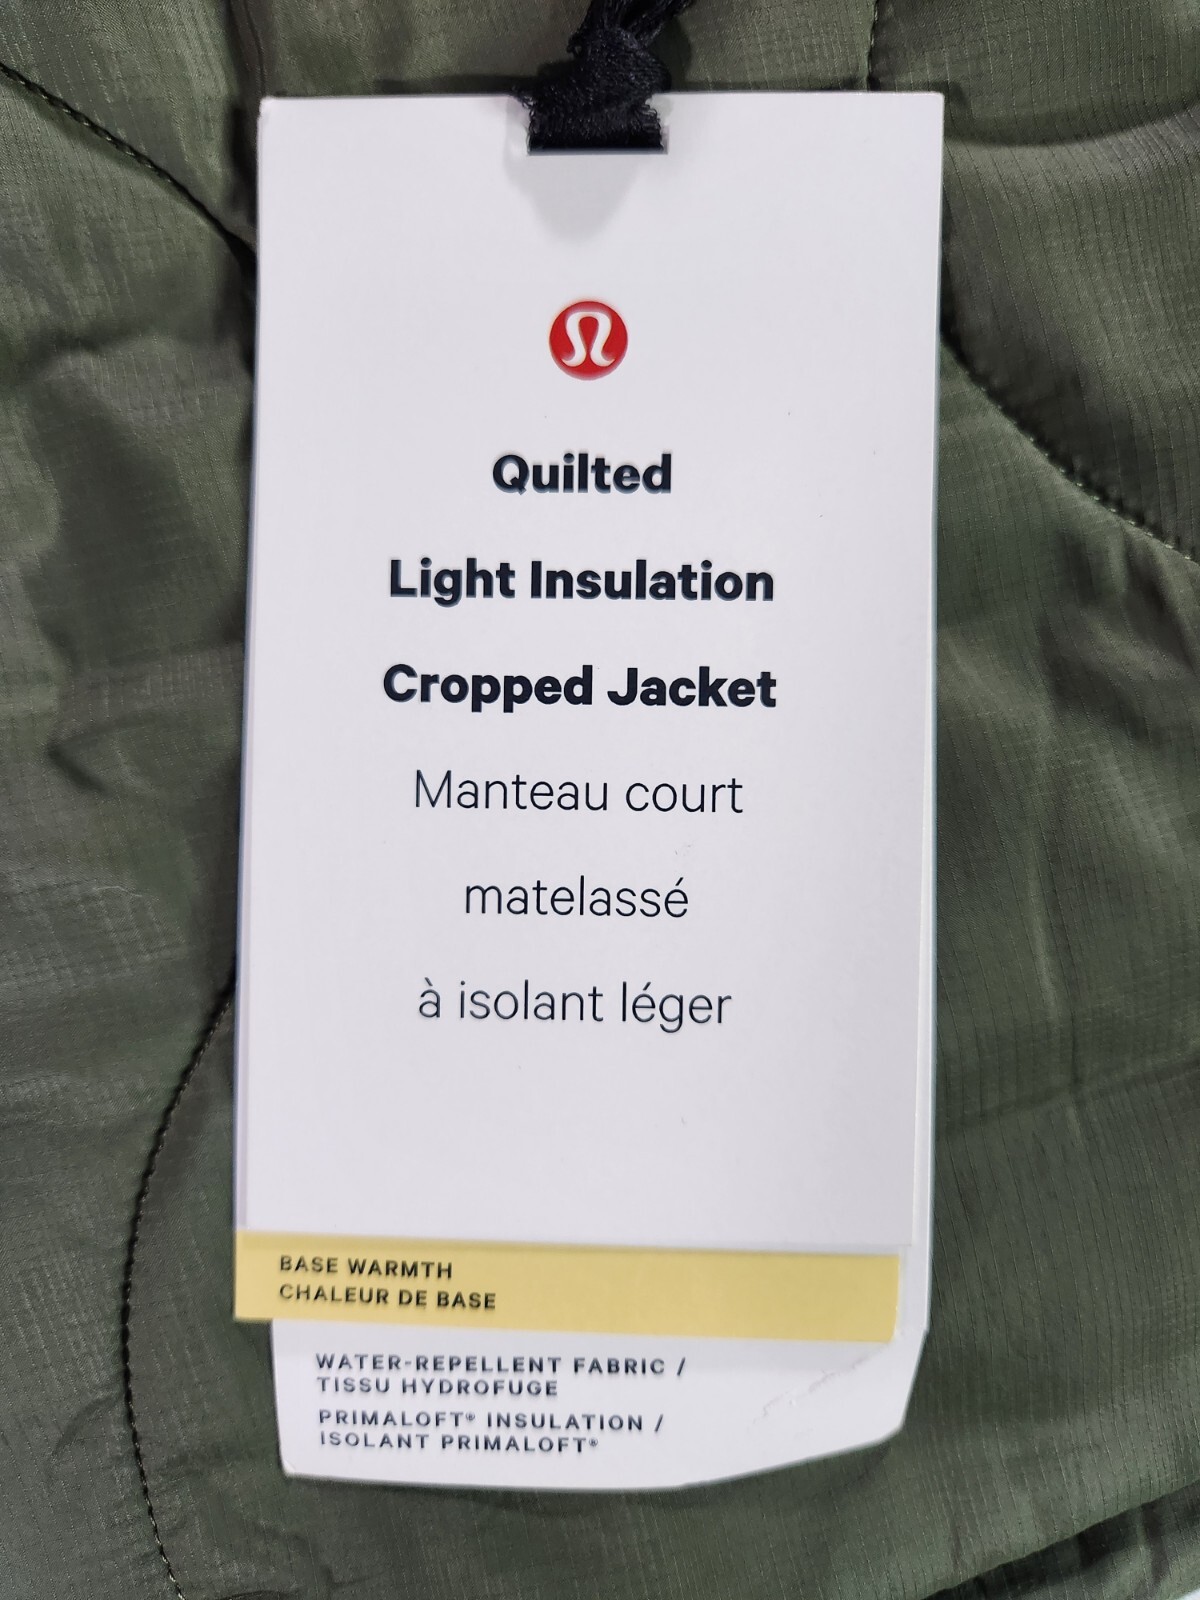 Quilted
Light Insulation
Cropped Jacket
Manteau court
matelassé
à isolant léger
BASE WARMTH
CHALEUR DE BASE
WATER-REPELLENT FABRIC /
TISSU HYDROFUGE
PRIMALOFT® INSULATION /
ISOLANT PRIMALOFT®